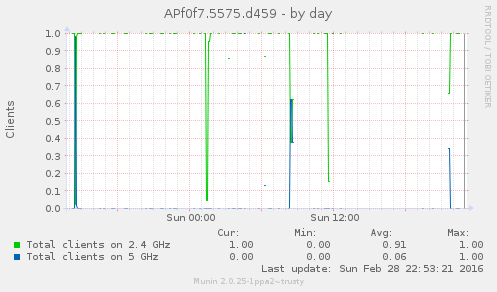 APf0f7.5575.d459 - by day
RRDTOOL / TOBI OETIKER
Clients
1.0
0.9
0.8
0.7
0.6
0.5
0.4
0.3
0.2
0.1
0.0
Sun 00:00 Sun 12:00
Cur: Min: Avg: Max:
Total clients on 2.4 GHz 1.00 0.00 0.91 1.00
Total clients on 5 GHz 0.00 0.00 0.06 1.00
Last update: Sun Feb 28 22:53:21 2016
Munin 2.0.25-1ppa2~trusty